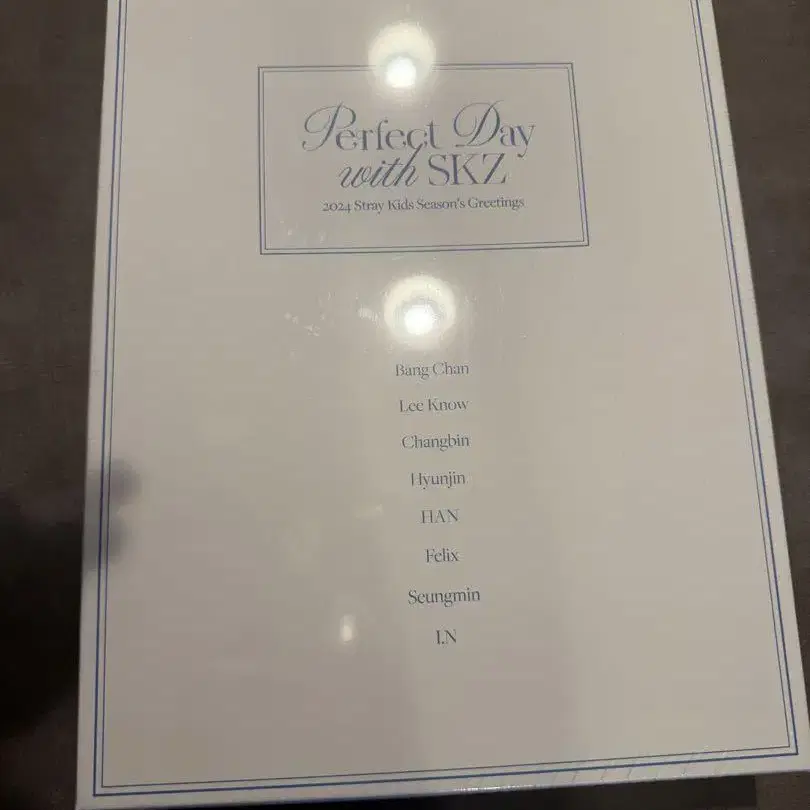 Perfect Day
with SKZ
2024 Stray Kids Season's Greetings
Bang Chan
Lee Know
Changbin
Hyunjin
HAN
Felix
Seungmin
I.N